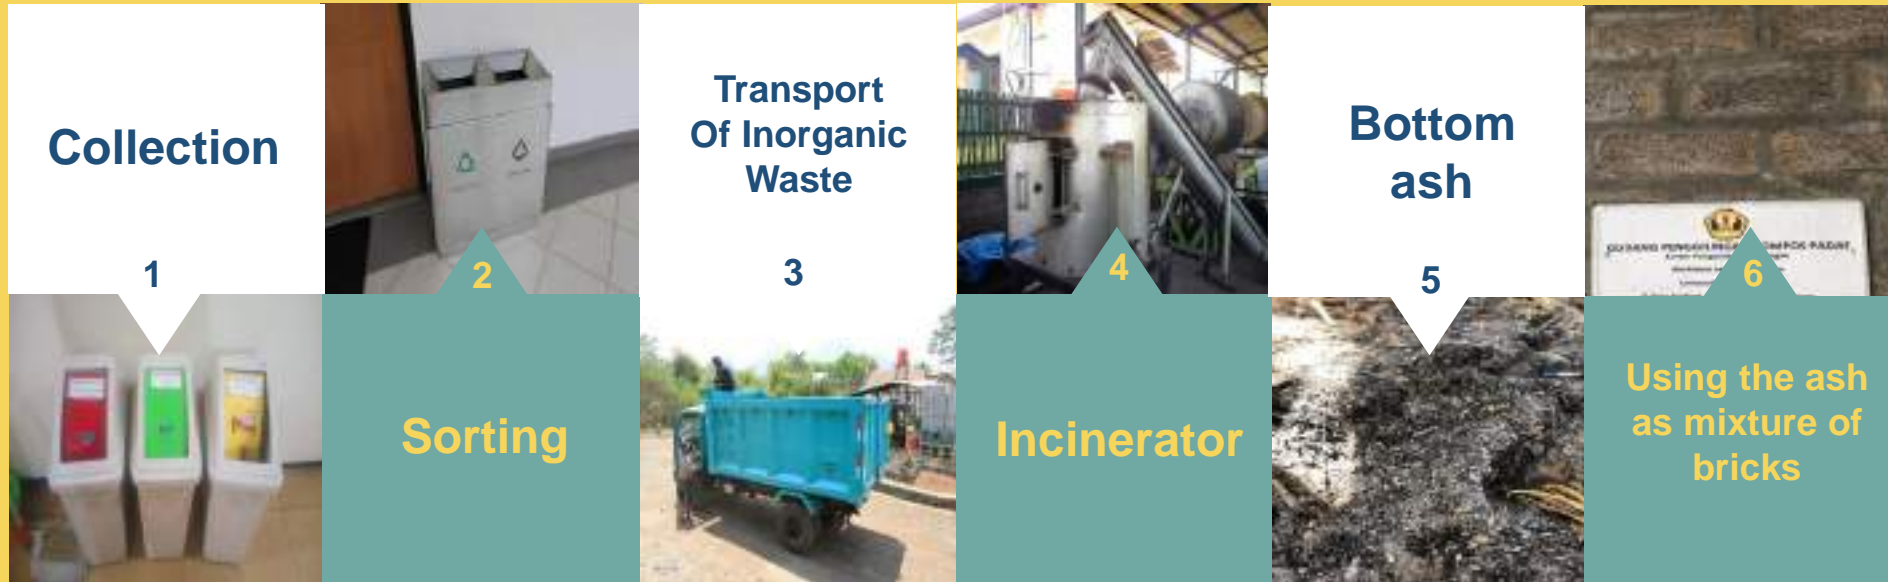 Collection
1
2
Sorting
Transport
Of Inorganic
Waste
3
4
Incinerator
Bottom
ash
5
6
Using the ash
as mixture of
bricks